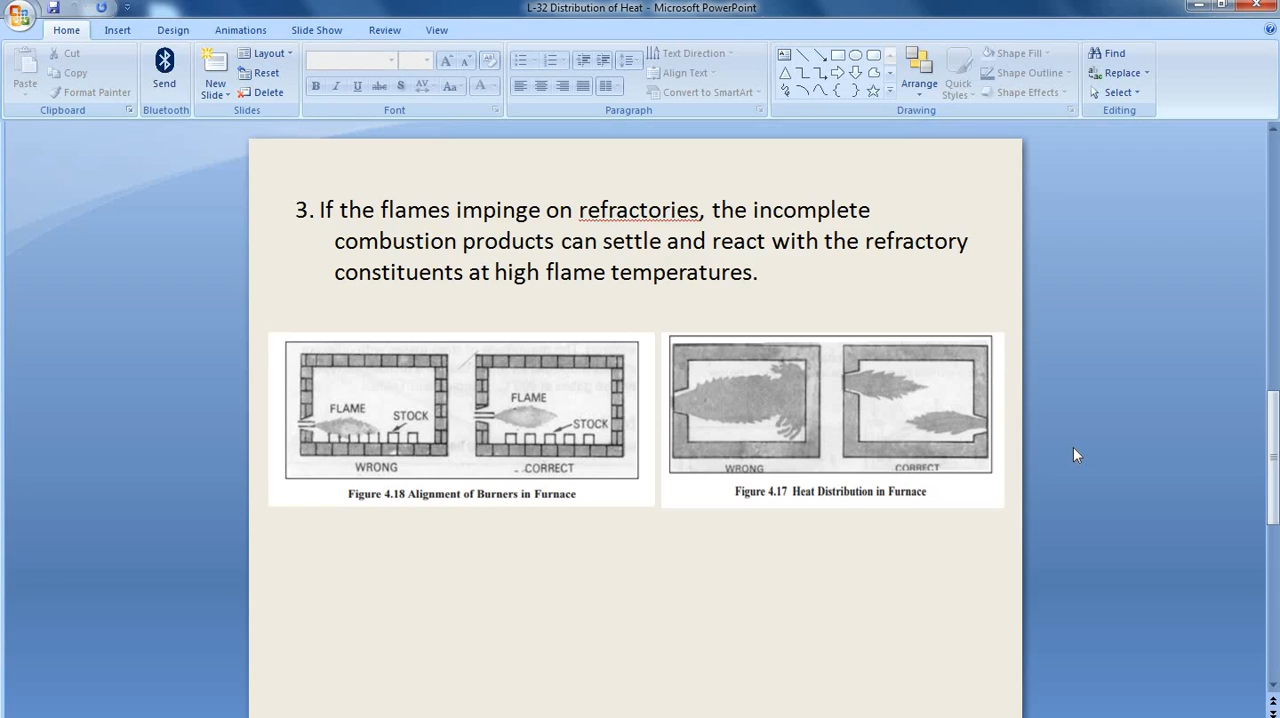 L-32 Distribution of Heat - Microsoft PowerPoint
Home Insert Design Animations Slide Show Review View
Paste
Cut
Copy
Format Painter
Clipboard
Send
Bluetooth
New
Slide
Layout
Reset
Delete
Slides
B I U abe S AV Aa A
Font
Text Direction
Align Text
Convert to SmartArt
Paragraph
Arrange
Quick
Styles
Shape Fill
Shape Outline
Shape Effects
Drawing
Find
Replace
Select
Editing
3. If the flames impinge on refractories, the incomplete
combustion products can settle and react with the refractory
constituents at high flame temperatures.
FLAME
STOCK
WRONG
FLAME
STOCK
CORRECT
Figure 4.18 Alignment of Burners in Furnace
WRONG
CORRECT
Figure 4.17 Heat Distribution in Furnace